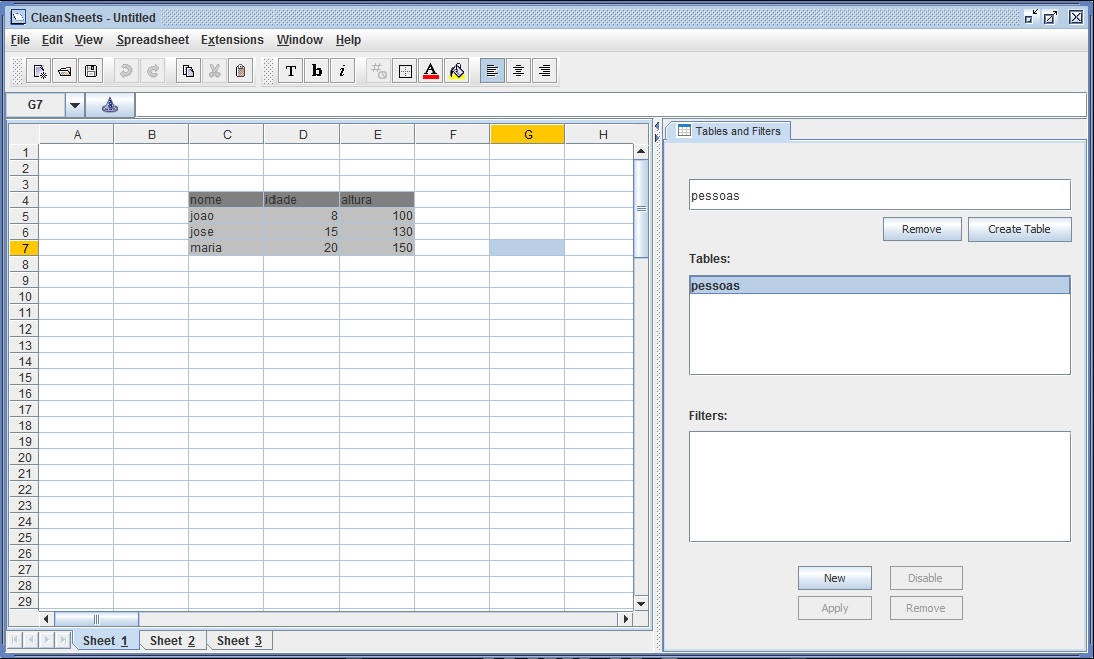 CleanSheets - Untitled
File Edit View Spreadsheet Extensions Window Help
T b i A
G7
A B C D E F G H
1
2
3
4 nome idade altura
5 joao 8 100
6 jose 15 130
7 maria 20 150
8
9
10
11
12
13
14
15
16
17
18
19
20
21
22
23
24
25
26
27
28
29
Sheet 1 Sheet 2 Sheet 3
Tables and Filters
pessoas
Remove Create Table
Tables:
pessoas
Filters:
New Disable
Apply Remove